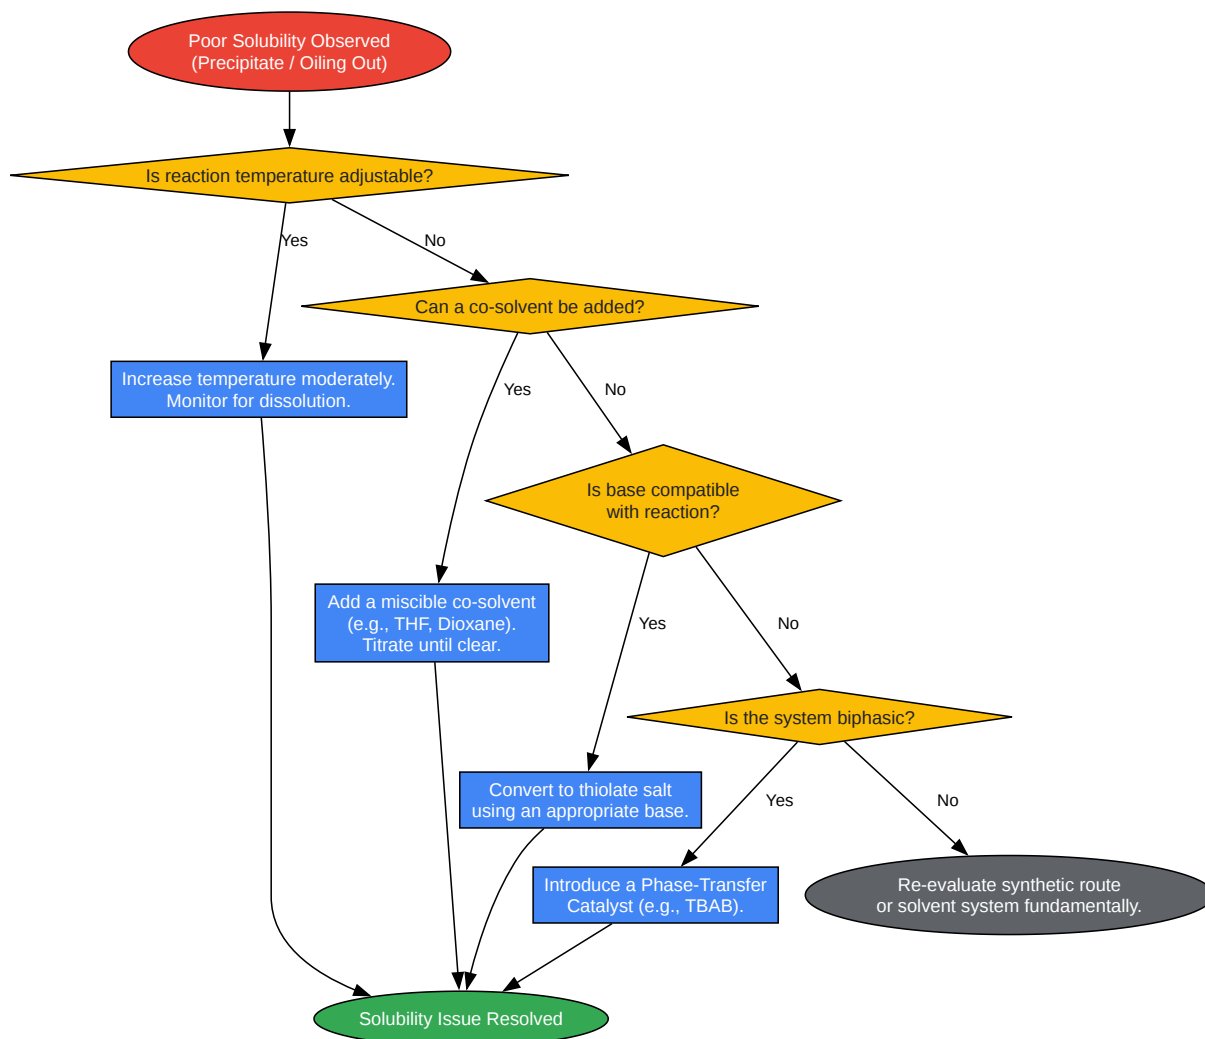 Poor Solubility Observed
(Precipitate / Oiling Out)
Is reaction temperature adjustable?
Yes
No
Can a co-solvent be added?
Increase temperature moderately.
Monitor for dissolution.
Yes
No
Is base compatible
with reaction?
Add a miscible co-solvent
(e.g., THF, Dioxane).
Titrate until clear.
Yes
No
Is the system biphasic?
Convert to thiolate salt
using an appropriate base.
Yes
No
Introduce a Phase-Transfer
Catalyst (e.g., TBAB).
Re-evaluate synthetic route
or solvent system fundamentally.
Solubility Issue Resolved